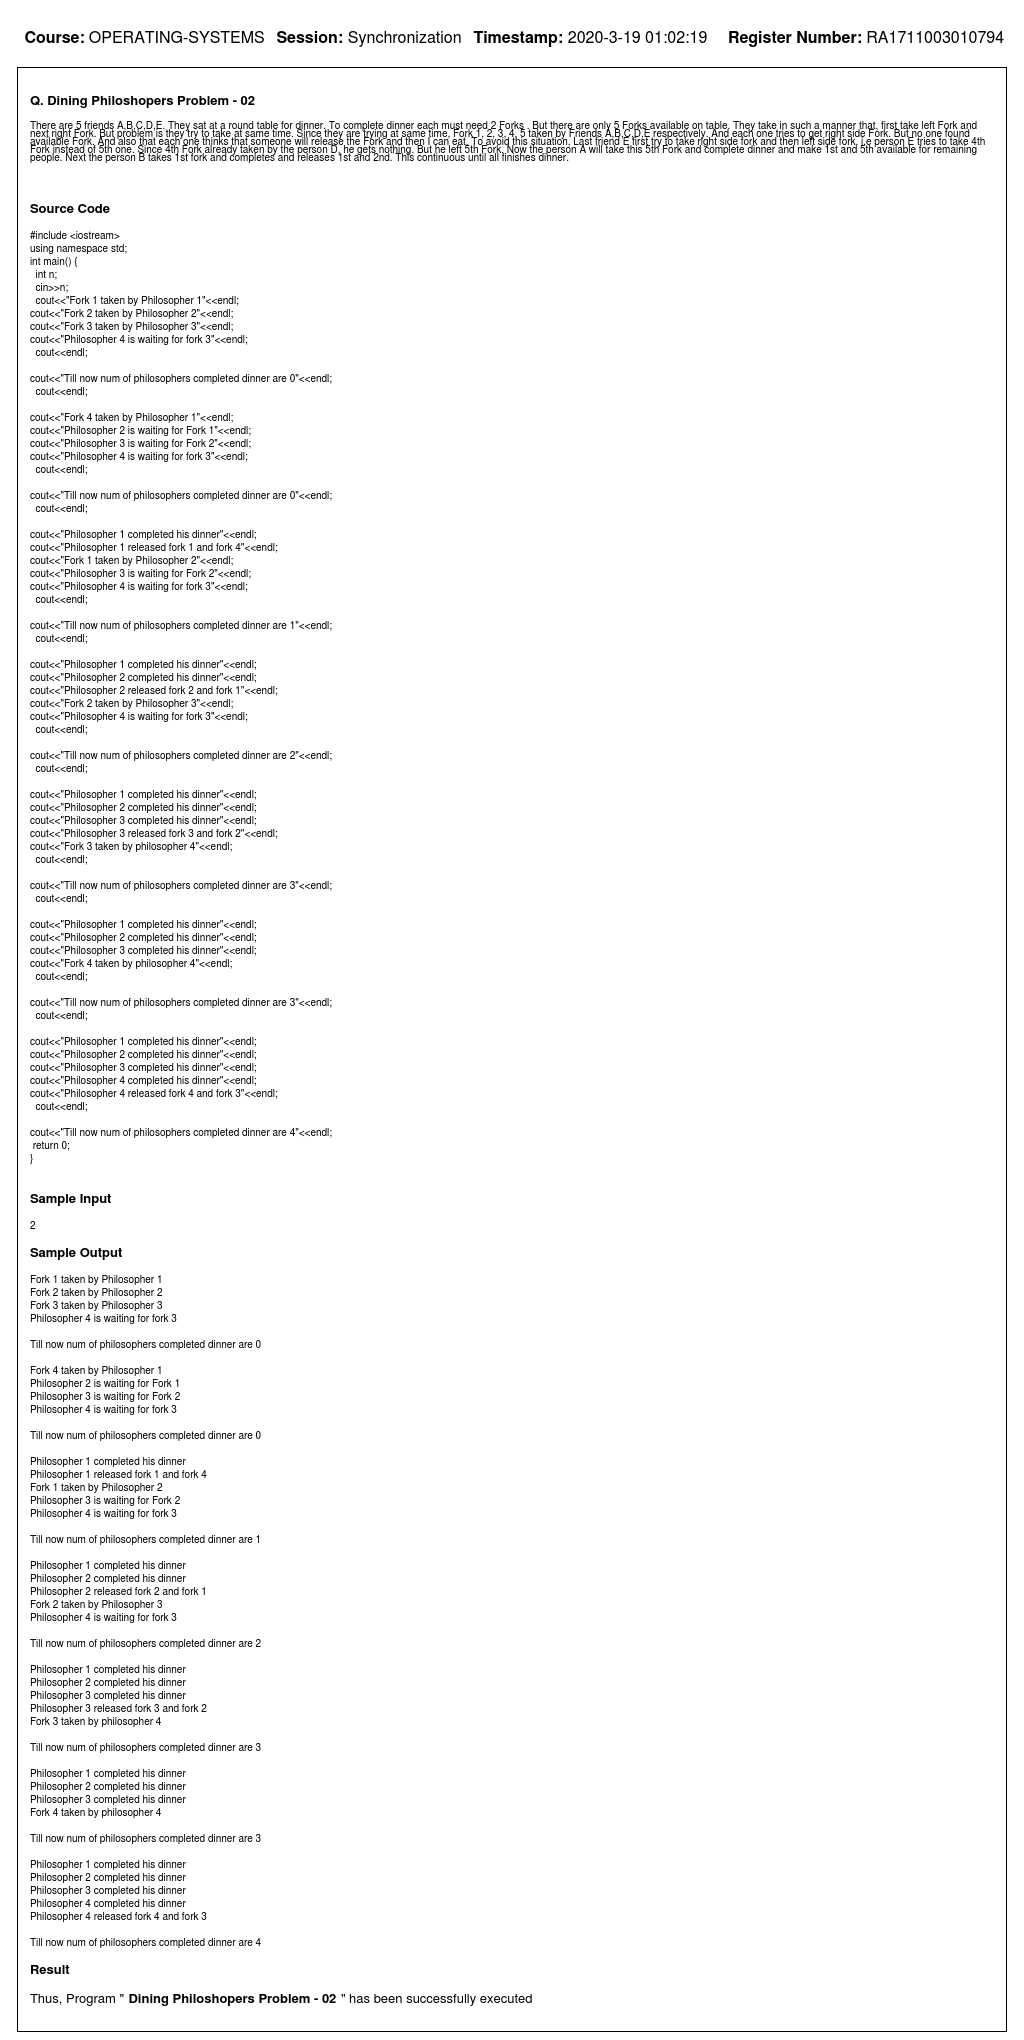 Course: OPERATING-SYSTEMS Session: Synchronization Timestamp: 2020-3-19 01:02:19 Register Number: RA1711003010794
Q. Dining Philoshopers Problem - 02
There are 5 friends A,B,C,D,E. They sat at a round table for dinner. To complete dinner each must need 2 Forks . But there are only 5 Forks available on table. They take in such a manner that, first take left Fork and
next right Fork. But problem is they try to take at same time. Since they are trying at same time. Fork 1, 2, 3, 4, 5 taken by Friends A,B,C,D,E respectively. And each one tries to get right side Fork. But no one found
available Fork. And also that each one thinks that someone will release the Fork and then I can eat. To avoid this situation, Last friend E first try to take right side fork and then left side fork. i.e person E tries to take 4th
Fork instead of 5th one. Since 4th Fork already taken by the person D, he gets nothing. But he left 5th Fork. Now the person A will take this 5th Fork and complete dinner and make 1st and 5th available for remaining
people. Next the person B takes 1st fork and completes and releases 1st and 2nd. This continuous until all finishes dinner.
Source Code
#include <iostream>
using namespace std;
int main() {
int n;
cin>>n;
cout<<"Fork 1 taken by Philosopher 1"<<endl;
cout<<"Fork 2 taken by Philosopher 2"<<endl;
cout<<"Fork 3 taken by Philosopher 3"<<endl;
cout<<"Philosopher 4 is waiting for fork 3"<<endl;
cout<<endl;
cout<<"Till now num of philosophers completed dinner are 0"<<endl;
cout<<endl;
cout<<"Fork 4 taken by Philosopher 1"<<endl;
cout<<"Philosopher 2 is waiting for Fork 1"<<endl;
cout<<"Philosopher 3 is waiting for Fork 2"<<endl;
cout<<"Philosopher 4 is waiting for fork 3"<<endl;
cout<<endl;
cout<<"Till now num of philosophers completed dinner are 0"<<endl;
cout<<endl;
cout<<"Philosopher 1 completed his dinner"<<endl;
cout<<"Philosopher 1 released fork 1 and fork 4"<<endl;
cout<<"Fork 1 taken by Philosopher 2"<<endl;
cout<<"Philosopher 3 is waiting for Fork 2"<<endl;
cout<<"Philosopher 4 is waiting for fork 3"<<endl;
cout<<endl;
cout<<"Till now num of philosophers completed dinner are 1"<<endl;
cout<<endl;
cout<<"Philosopher 1 completed his dinner"<<endl;
cout<<"Philosopher 2 completed his dinner"<<endl;
cout<<"Philosopher 2 released fork 2 and fork 1"<<endl;
cout<<"Fork 2 taken by Philosopher 3"<<endl;
cout<<"Philosopher 4 is waiting for fork 3"<<endl;
cout<<endl;
cout<<"Till now num of philosophers completed dinner are 2"<<endl;
cout<<endl;
cout<<"Philosopher 1 completed his dinner"<<endl;
cout<<"Philosopher 2 completed his dinner"<<endl;
cout<<"Philosopher 3 completed his dinner"<<endl;
cout<<"Philosopher 3 released fork 3 and fork 2"<<endl;
cout<<"Fork 3 taken by philosopher 4"<<endl;
cout<<endl;
cout<<"Till now num of philosophers completed dinner are 3"<<endl;
cout<<endl;
cout<<"Philosopher 1 completed his dinner"<<endl;
cout<<"Philosopher 2 completed his dinner"<<endl;
cout<<"Philosopher 3 completed his dinner"<<endl;
cout<<"Fork 4 taken by philosopher 4"<<endl;
cout<<endl;
cout<<"Till now num of philosophers completed dinner are 3"<<endl;
cout<<endl;
cout<<"Philosopher 1 completed his dinner"<<endl;
cout<<"Philosopher 2 completed his dinner"<<endl;
cout<<"Philosopher 3 completed his dinner"<<endl;
cout<<"Philosopher 4 completed his dinner"<<endl;
cout<<"Philosopher 4 released fork 4 and fork 3"<<endl;
cout<<endl;
cout<<"Till now num of philosophers completed dinner are 4"<<endl;
return 0;
}
Sample Input
2
Sample Output
Fork 1 taken by Philosopher 1
Fork 2 taken by Philosopher 2
Fork 3 taken by Philosopher 3
Philosopher 4 is waiting for fork 3
Till now num of philosophers completed dinner are 0
Fork 4 taken by Philosopher 1
Philosopher 2 is waiting for Fork 1
Philosopher 3 is waiting for Fork 2
Philosopher 4 is waiting for fork 3
Till now num of philosophers completed dinner are 0
Philosopher 1 completed his dinner
Philosopher 1 released fork 1 and fork 4
Fork 1 taken by Philosopher 2
Philosopher 3 is waiting for Fork 2
Philosopher 4 is waiting for fork 3
Till now num of philosophers completed dinner are 1
Philosopher 1 completed his dinner
Philosopher 2 completed his dinner
Philosopher 2 released fork 2 and fork 1
Fork 2 taken by Philosopher 3
Philosopher 4 is waiting for fork 3
Till now num of philosophers completed dinner are 2
Philosopher 1 completed his dinner
Philosopher 2 completed his dinner
Philosopher 3 completed his dinner
Philosopher 3 released fork 3 and fork 2
Fork 3 taken by philosopher 4
Till now num of philosophers completed dinner are 3
Philosopher 1 completed his dinner
Philosopher 2 completed his dinner
Philosopher 3 completed his dinner
Fork 4 taken by philosopher 4
Till now num of philosophers completed dinner are 3
Philosopher 1 completed his dinner
Philosopher 2 completed his dinner
Philosopher 3 completed his dinner
Philosopher 4 completed his dinner
Philosopher 4 released fork 4 and fork 3
Till now num of philosophers completed dinner are 4
Result
Thus, Program " Dining Philoshopers Problem - 02 " has been successfully executed